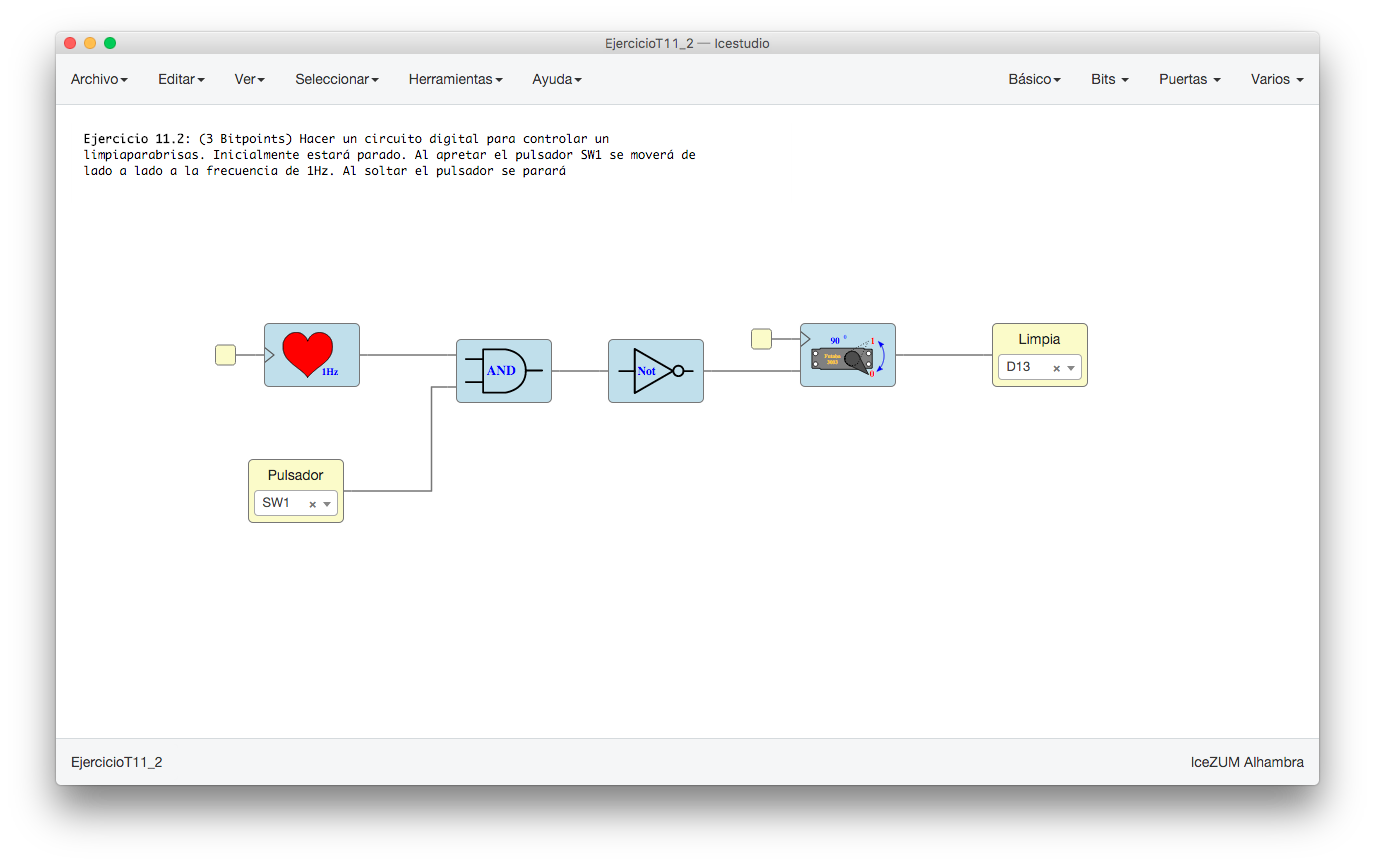 EjercicioT11_2 — Icestudio
Archivo Editar Ver Seleccionar Herramientas Ayuda Básico Bits Puertas Varios
Ejercicio 11.2: (3 Bitpoints) Hacer un circuito digital para controlar un
limpiaparabrisas. Inicialmente estará parado. Al apretar el pulsador SW1 se moverá de
lado a lado a la frecuencia de 1Hz. Al soltar el pulsador se parará
1Hz
AND
Not
90 º
1
Futaba
3003
0
Limpia
D13 ×
Pulsador
SW1 ×
EjercicioT11_2 IceZUM Alhambra